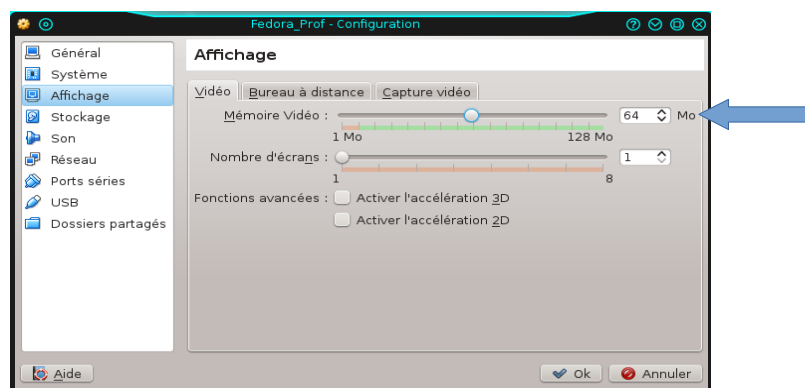 Fedora_Prof - Configuration
Général
Système
Affichage
Stockage
Son
Réseau
Ports séries
USB
Dossiers partagés
Affichage
Vidéo Bureau à distance Capture vidéo
Mémoire Vidéo : 64 Mo
1 Mo 128 Mo
Nombre d'écrans : 1
1 8
Fonctions avancées : Activer l'accélération 3D
Activer l'accélération 2D
Aide Ok Annuler